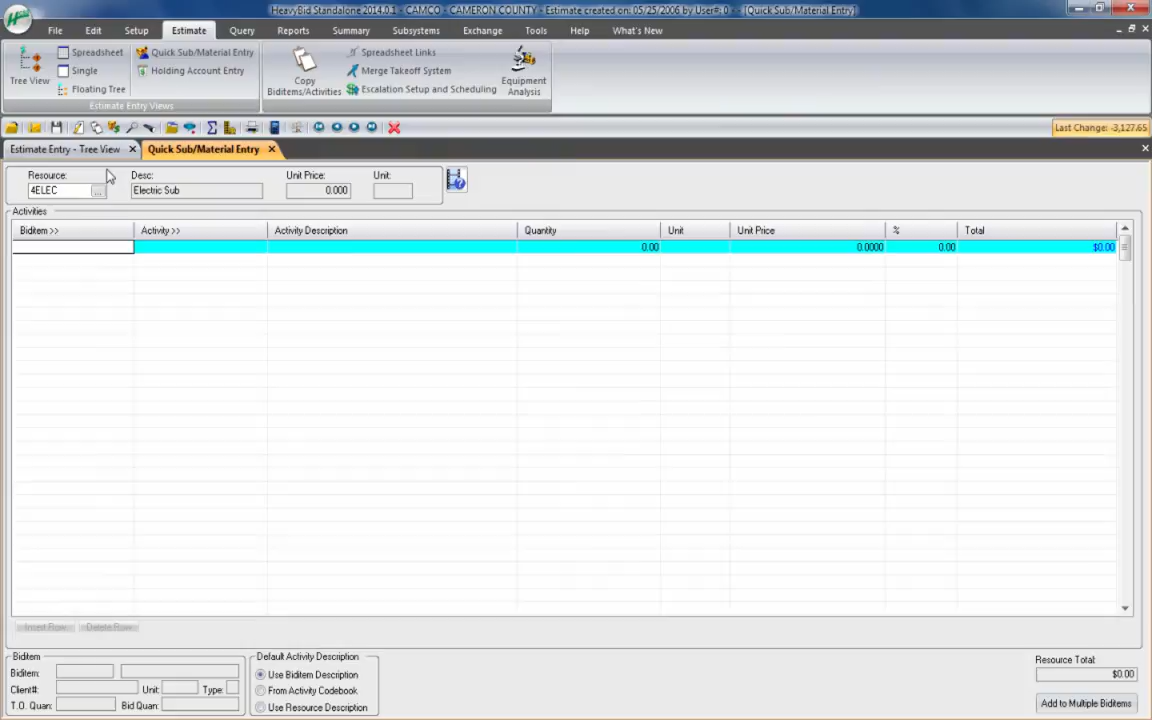 HeavyBid Standalone 2014.0.1 - CAMCO - CAMERON COUNTY - Estimate created on: 05/25/2006 by User#: 0 - - [Quick Sub/Material Entry]
File Edit Setup Estimate Query Reports Summary Subsystems Exchange Tools Help What's New
Tree View
Spreadsheet
Single
Floating Tree
Quick Sub/Material Entry
Holding Account Entry
Estimate Entry Views
Copy
Biditems/Activities
Spreadsheet Links
Merge Takeoff System
Escalation Setup and Scheduling
Equipment
Analysis
Last Change: -3,127.65
Estimate Entry - Tree View
Quick Sub/Material Entry
Resource: Desc: Unit Price: Unit:
4ELEC ... Electric Sub 0.000
Activities
Biditem >> Activity >> Activity Description Quantity Unit Unit Price % Total
0.00 0.0000 0.00 $0.00
Insert Row Delete Row
Biditem
Biditem:
Client#: Unit: Type:
T.O. Quan: Bid Quan:
Default Activity Description
Use Biditem Description
From Activity Codebook
Use Resource Description
Resource Total:
$0.00
Add to Multiple Biditems